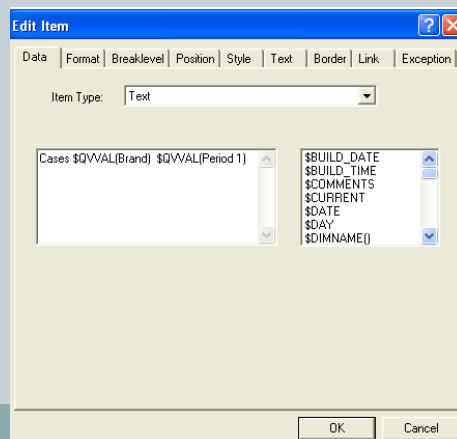 Edit Item
Data Format Breaklevel Position Style Text Border Link Exception
Item Type: Text
Cases $QVVAL(Brand) $QVVAL(Period 1)
$BUILD_DATE
$BUILD_TIME
$COMMENTS
$CURRENT
$DATE
$DAY
$DIMNAME()
OK Cancel